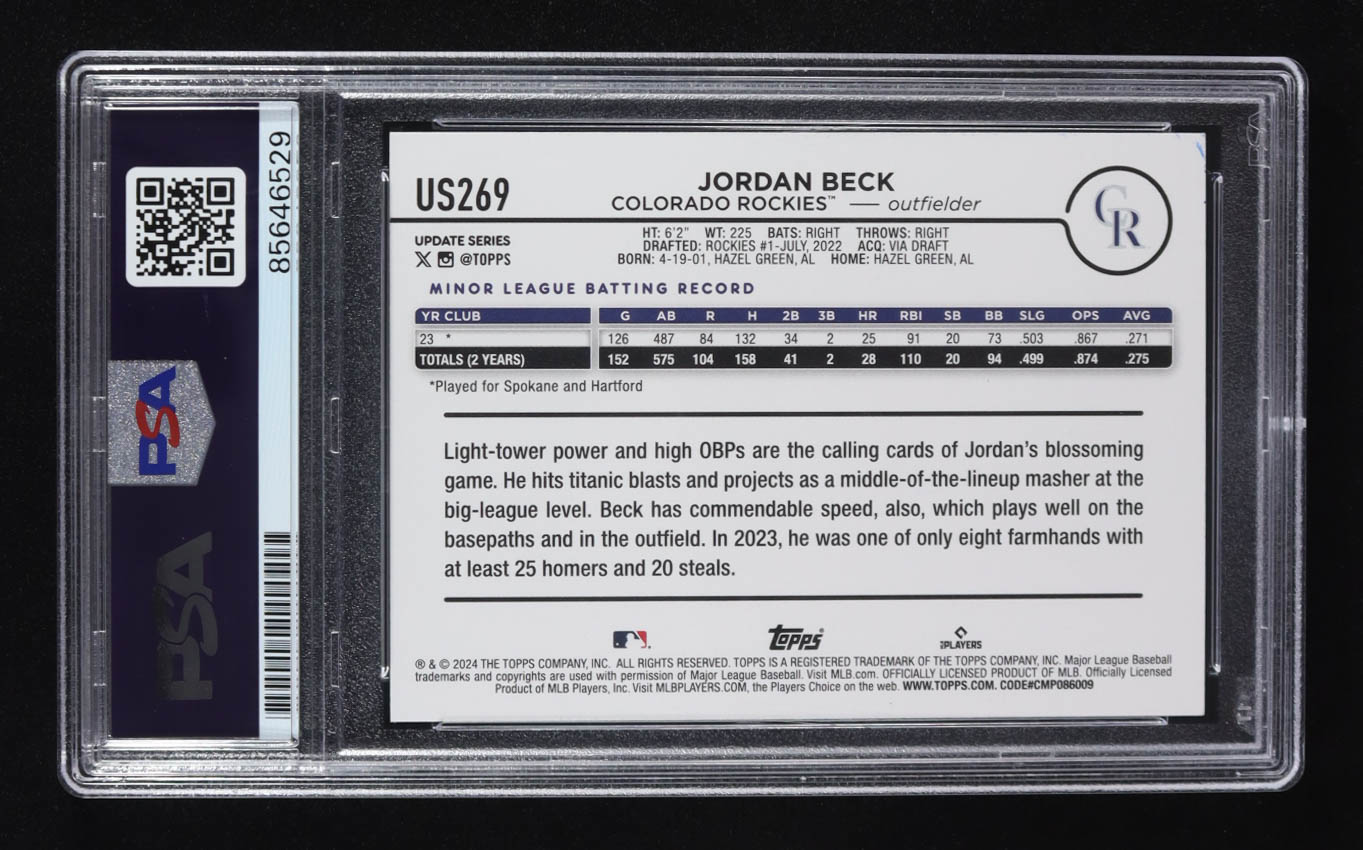 85646529
PSA
PSA
US269
JORDAN BECK
COLORADO ROCKIES™ — outfielder
CR
UPDATE SERIES
@TOPPS
HT: 6'2" WT: 225 BATS: RIGHT THROWS: RIGHT
DRAFTED: ROCKIES #1-JULY, 2022 ACQ: VIA DRAFT
BORN: 4-19-01, HAZEL GREEN, AL HOME: HAZEL GREEN, AL
MINOR LEAGUE BATTING RECORD
YR CLUB G AB R H 2B 3B HR RBI SB BB SLG OPS AVG
23 * 126 487 84 132 34 2 25 91 20 73 .503 .867 .271
TOTALS (2 YEARS) 152 575 104 158 41 2 28 110 20 94 .499 .874 .275
*Played for Spokane and Hartford
Light-tower power and high OBPs are the calling cards of Jordan's blossoming
game. He hits titanic blasts and projects as a middle-of-the-lineup masher at the
big-league level. Beck has commendable speed, also, which plays well on the
basepaths and in the outfield. In 2023, he was one of only eight farmhands with
at least 25 homers and 20 steals.
Topps®
PLAYERS
® & © 2024 THE TOPPS COMPANY, INC. ALL RIGHTS RESERVED. TOPPS IS A REGISTERED TRADEMARK OF THE TOPPS COMPANY, INC. Major League Baseball
trademarks and copyrights are used with permission of Major League Baseball. Visit MLB.com. OFFICIALLY LICENSED PRODUCT OF MLB. Officially Licensed
Product of MLB Players, Inc. Visit MLBPLAYERS.COM, the Players Choice on the web. WWW.TOPPS.COM. CODE#CMP086009